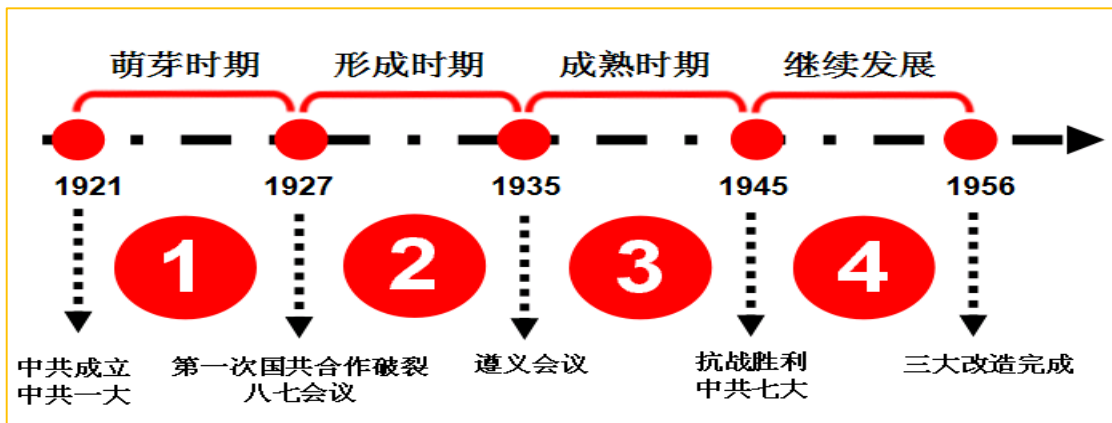 萌芽时期 形成时期 成熟时期 继续发展
1921 1927 1935 1945 1956
1 2 3 4
中共成立
中共一大
第一次国共合作破裂
八七会议
遵义会议
抗战胜利
中共七大
三大改造完成